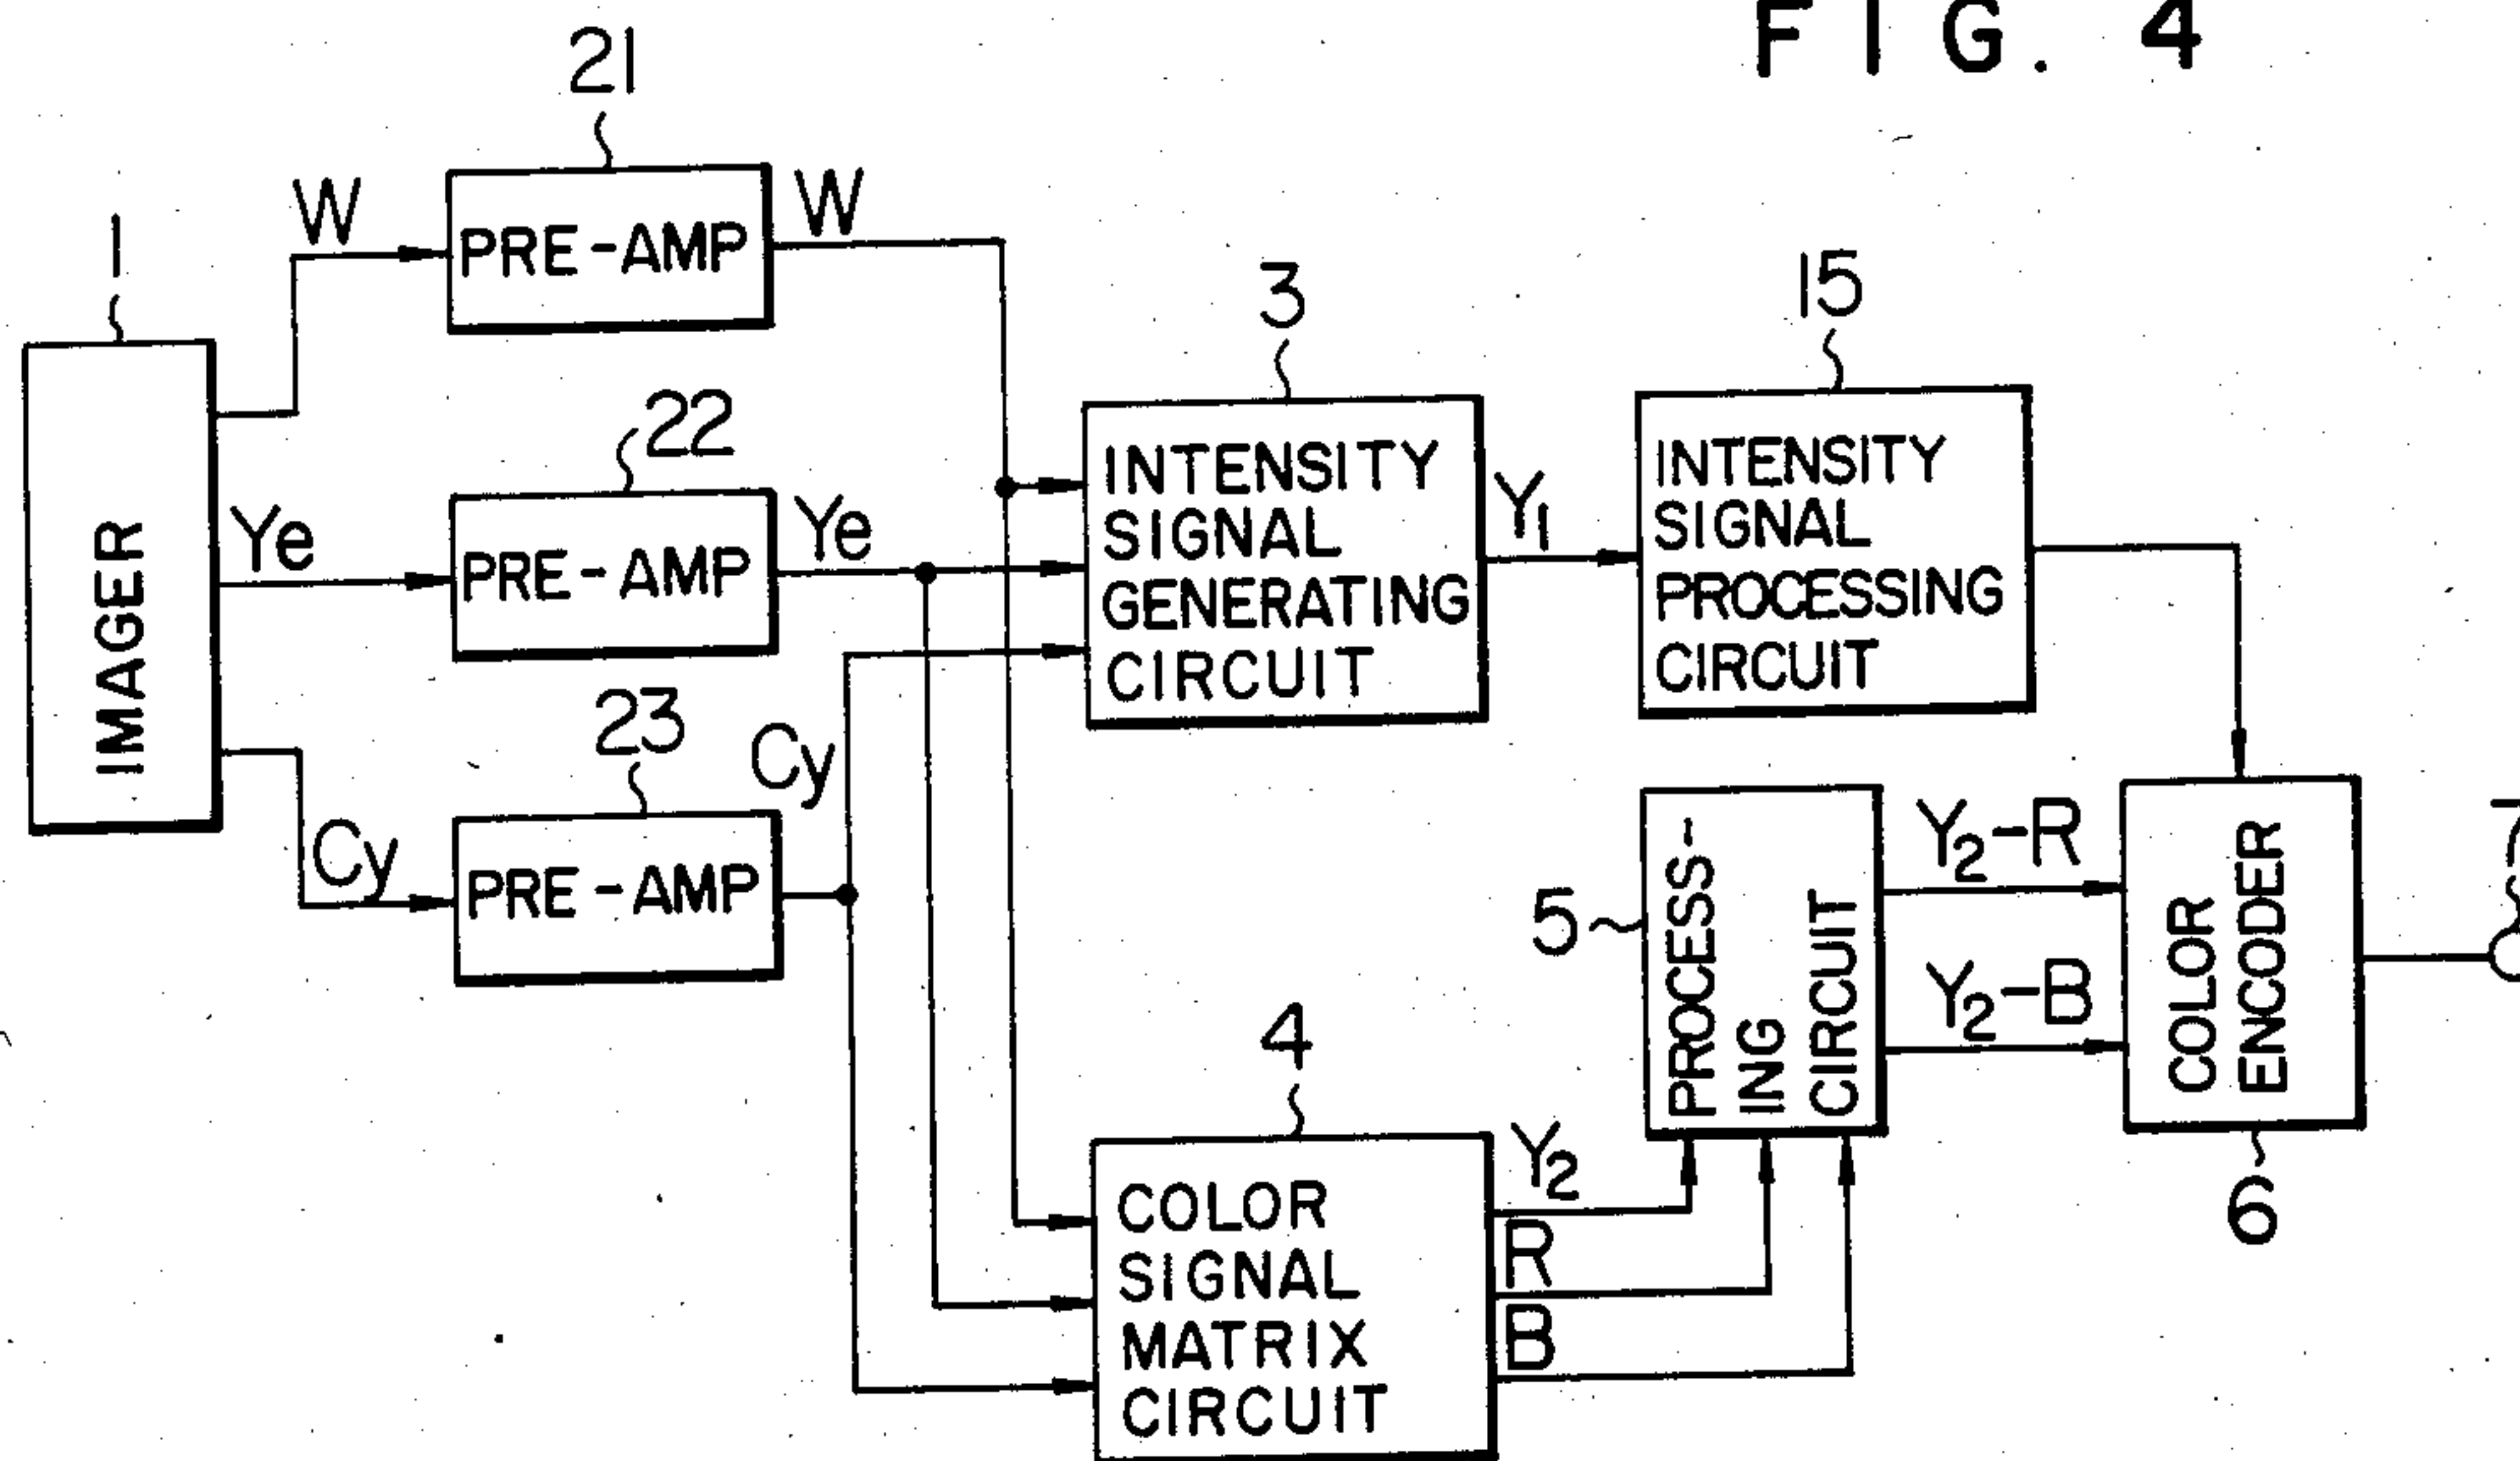 FIG. 4
21
W
PRE-AMP
W
1
IMAGER
22
Ye
PRE-AMP
Ye
23
Cy
PRE-AMP
Cy
3
INTENSITY
SIGNAL
GENERATING
CIRCUIT
Y1
15
INTENSITY
SIGNAL
PROCESSING
CIRCUIT
4
COLOR
SIGNAL
MATRIX
CIRCUIT
Y2
R
B
5
PROCESS-
ING
CIRCUIT
Y2-R
Y2-B
COLOR
ENCODER
6
7